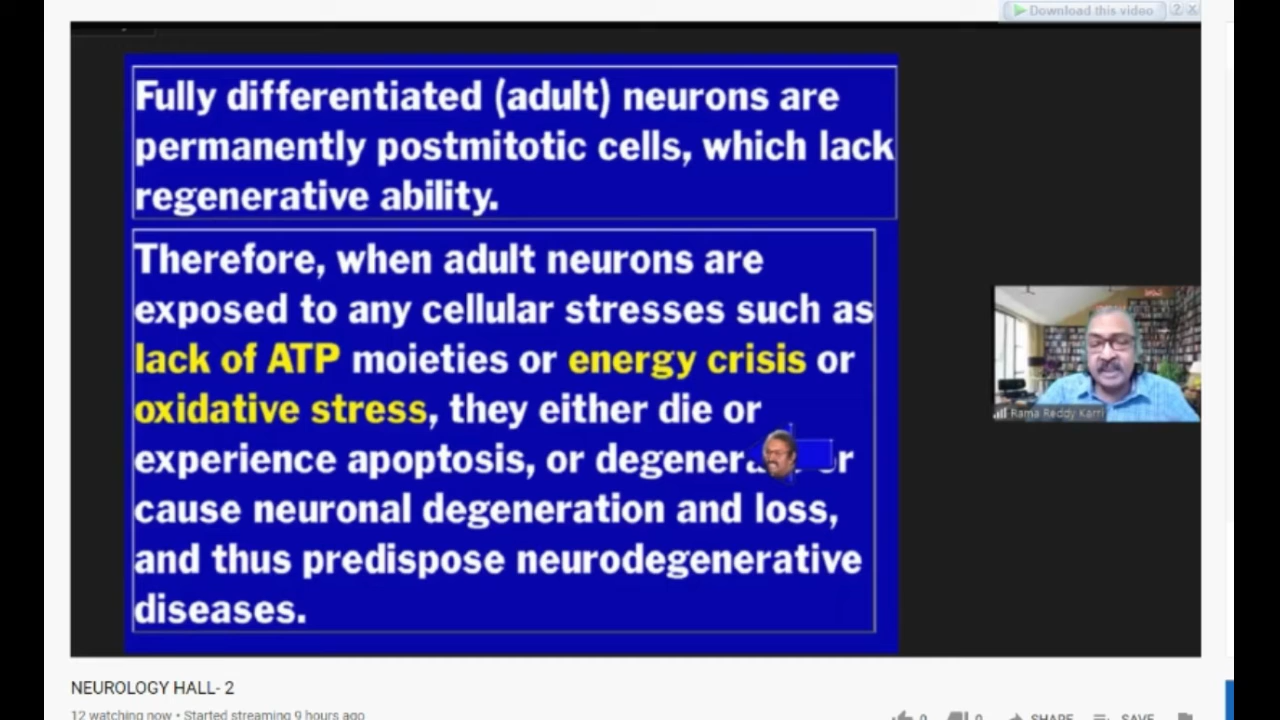 Download this video ? X
Fully differentiated (adult) neurons are
permanently postmitotic cells, which lack
regenerative ability.
Therefore, when adult neurons are
exposed to any cellular stresses such as
lack of ATP moieties or energy crisis or
oxidative stress, they either die or
experience apoptosis, or
cause neuronal degeneration and loss,
and thus predispose neurodegenerative
diseases.
Rama Reddy Karri
NEUROLOGY HALL- 2
12 watching now • Started streaming 9 hours ago
0 0 SHARE SAVE